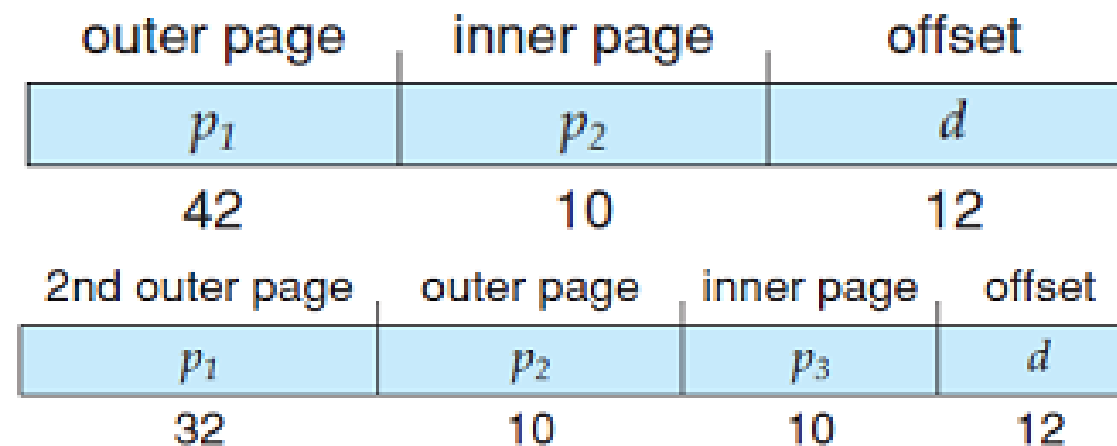 outer page inner page offset
p1 p2 d
42 10 12
2nd outer page outer page inner page offset
p1 p2 p3 d
32 10 10 12